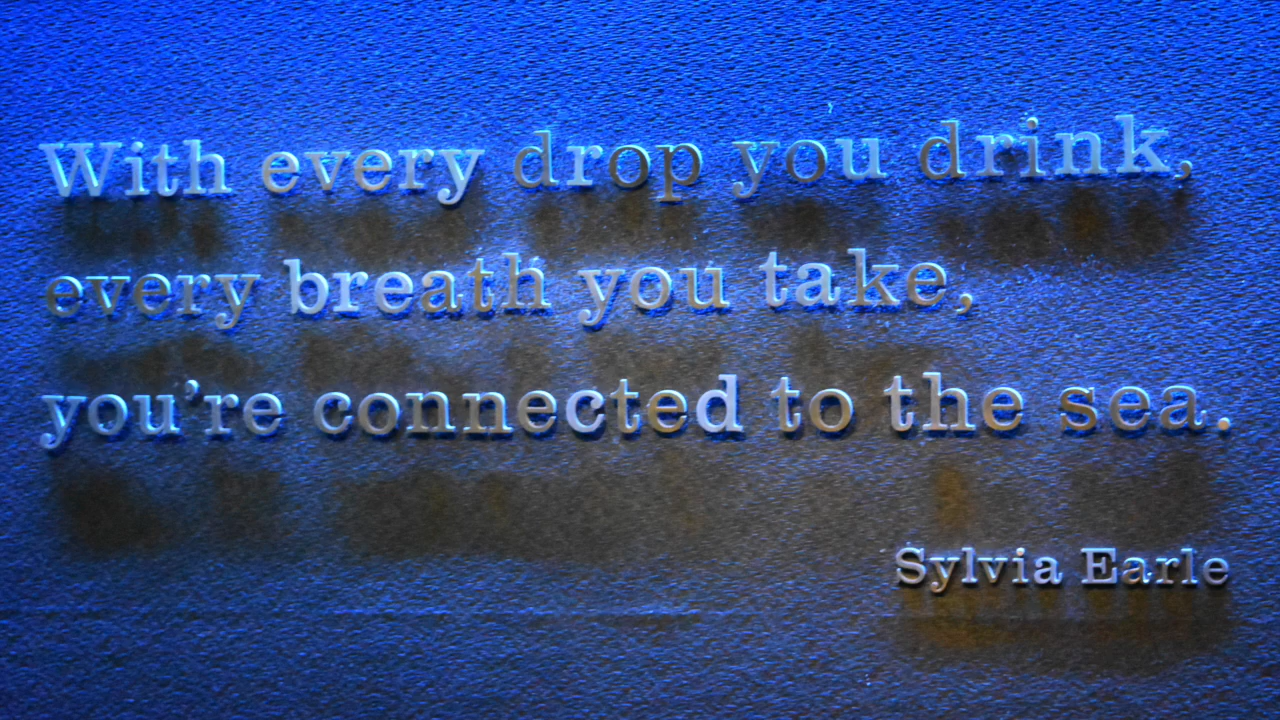 With every drop you drink,
every breath you take,
you're connected to the sea.
Sylvia Earle